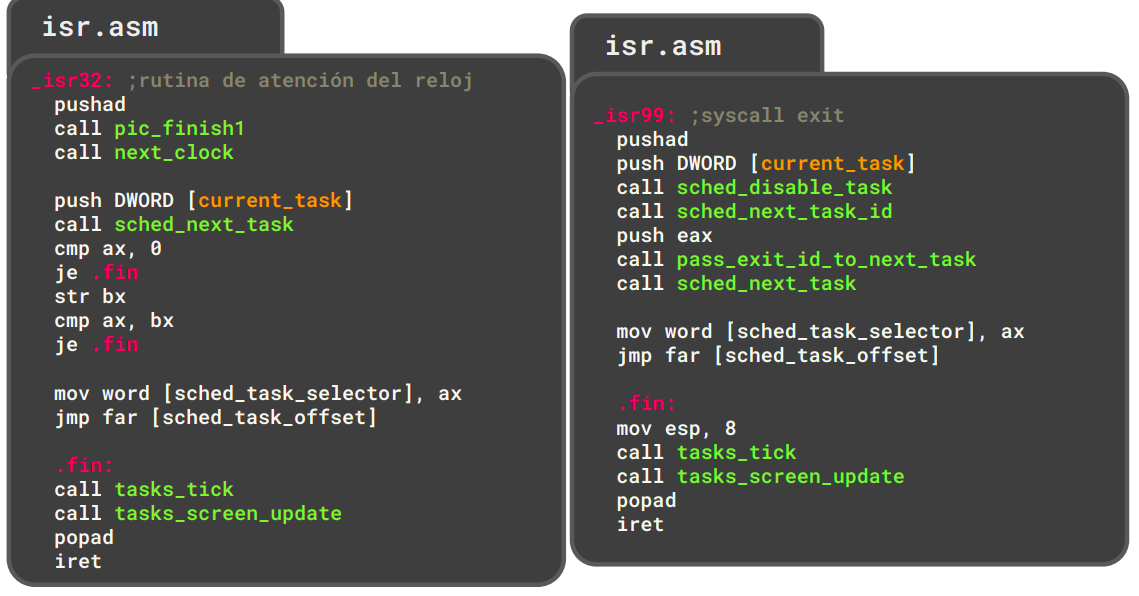 isr.asm
_isr32: ;rutina de atención del reloj
pushad
call pic_finish1
call next_clock
push DWORD [current_task]
call sched_next_task
cmp ax, 0
je .fin
str bx
cmp ax, bx
je .fin
mov word [sched_task_selector], ax
jmp far [sched_task_offset]
.fin:
call tasks_tick
call tasks_screen_update
popad
iret
isr.asm
_isr99: ;syscall exit
pushad
push DWORD [current_task]
call sched_disable_task
call sched_next_task_id
push eax
call pass_exit_id_to_next_task
call sched_next_task
mov word [sched_task_selector], ax
jmp far [sched_task_offset]
.fin:
mov esp, 8
call tasks_tick
call tasks_screen_update
popad
iret